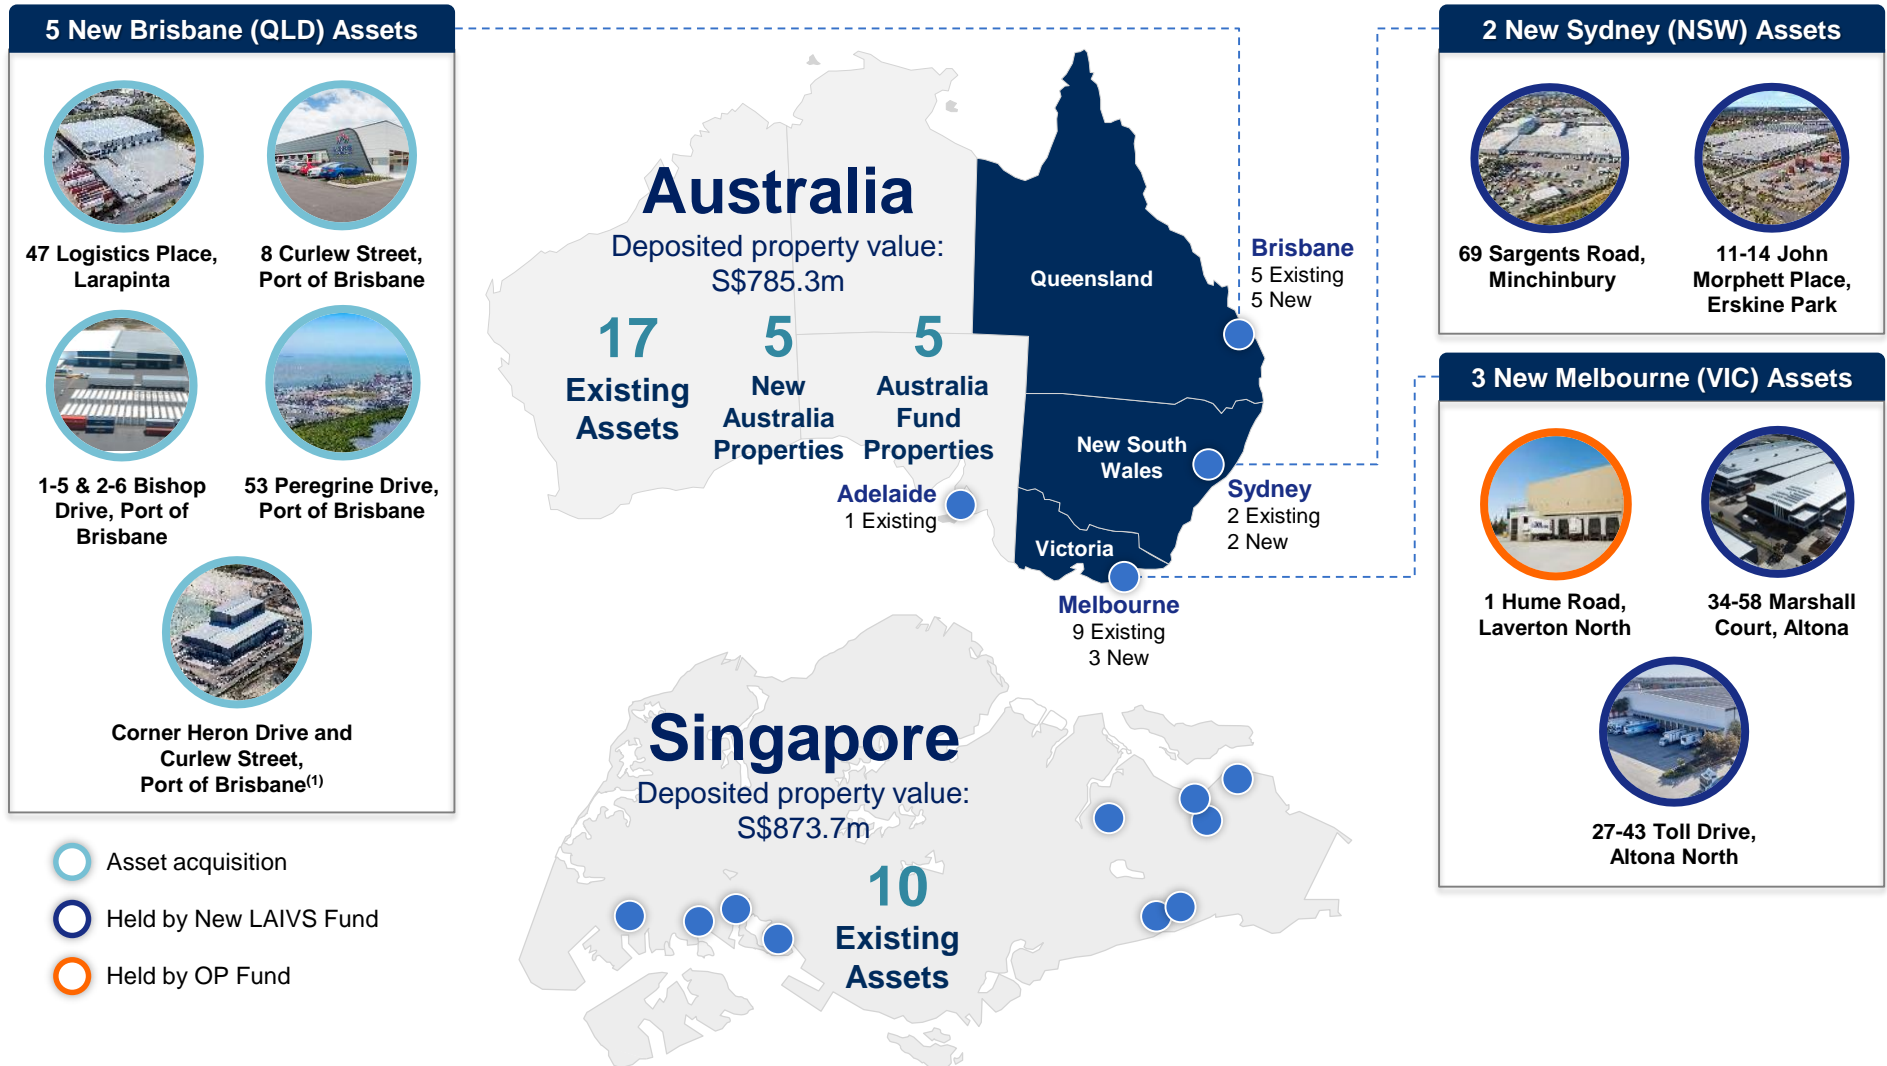 5 New Brisbane (QLD) Assets
47 Logistics Place,
Larapinta
8 Curlew Street,
Port of Brisbane
1-5 & 2-6 Bishop
Drive, Port of
Brisbane
53 Peregrine Drive,
Port of Brisbane
Corner Heron Drive and
Curlew Street,
Port of Brisbane(1)
Asset acquisition
Held by New LAIVS Fund
Held by OP Fund
Australia
Deposited property value:
S$785.3m
17
Existing
Assets
5
New
Australia
Properties
5
Australia
Fund
Properties
Queensland
New South
Wales
Victoria
Brisbane
5 Existing
5 New
Adelaide
1 Existing
Sydney
2 Existing
2 New
Melbourne
9 Existing
3 New
Singapore
Deposited property value:
S$873.7m
10
Existing
Assets
2 New Sydney (NSW) Assets
69 Sargents Road,
Minchinbury
11-14 John
Morphett Place,
Erskine Park
3 New Melbourne (VIC) Assets
1 Hume Road,
Laverton North
34-58 Marshall
Court, Altona
27-43 Toll Drive,
Altona North